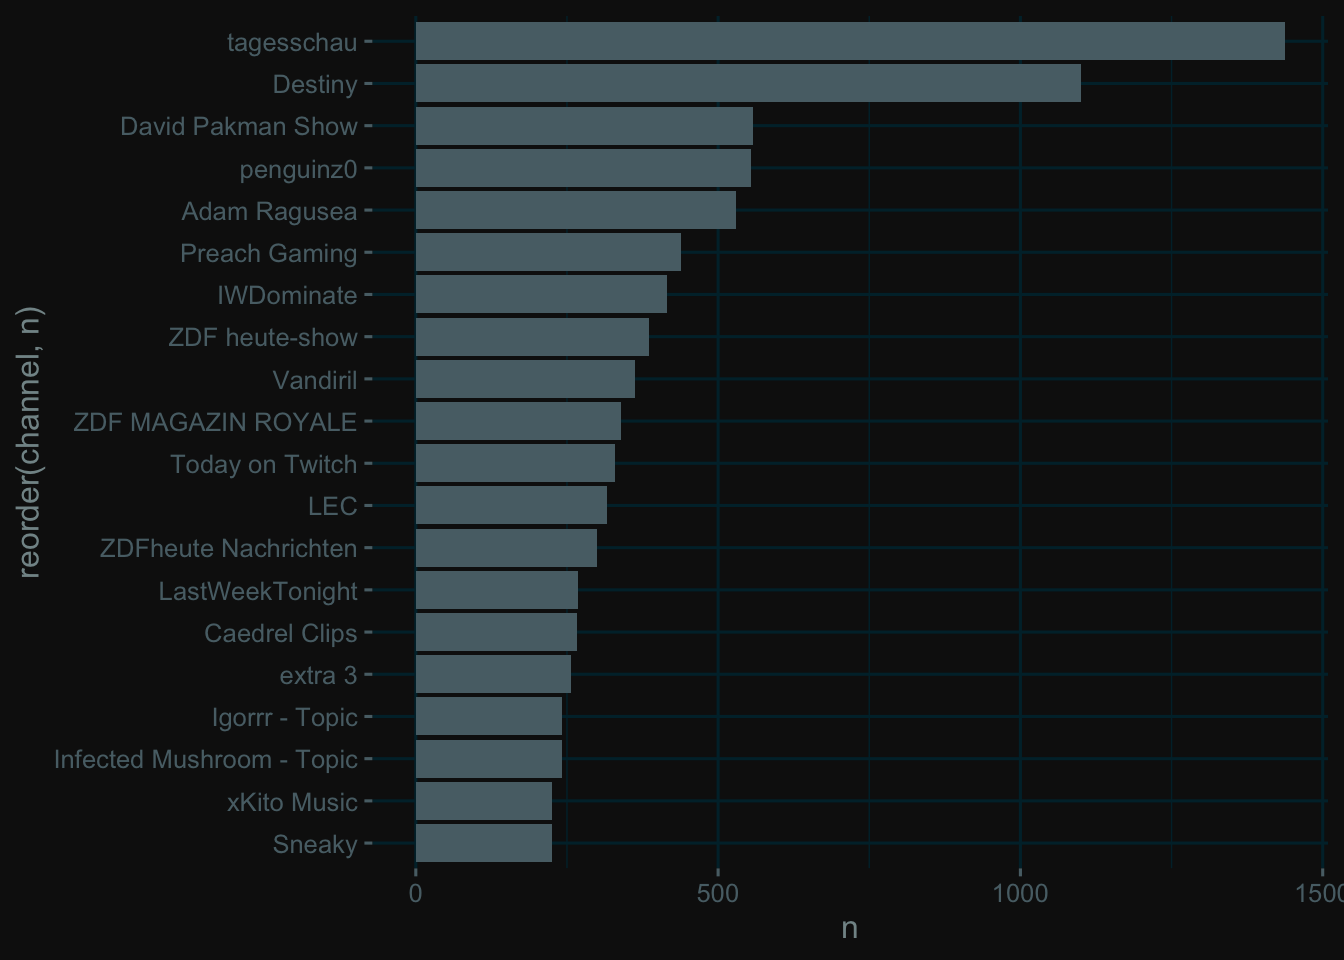 tagesschau
Destiny
David Pakman Show
penguinz0
Adam Ragusea
Preach Gaming
IWDominate
ZDF heute-show
Vandiril
ZDF MAGAZIN ROYALE
Today on Twitch
LEC
ZDFheute Nachrichten
LastWeekTonight
Caedrel Clips
extra 3
Igorrr - Topic
Infected Mushroom - Topic
xKito Music
Sneaky
reorder(channel, n)
0 500 1000 1500
n